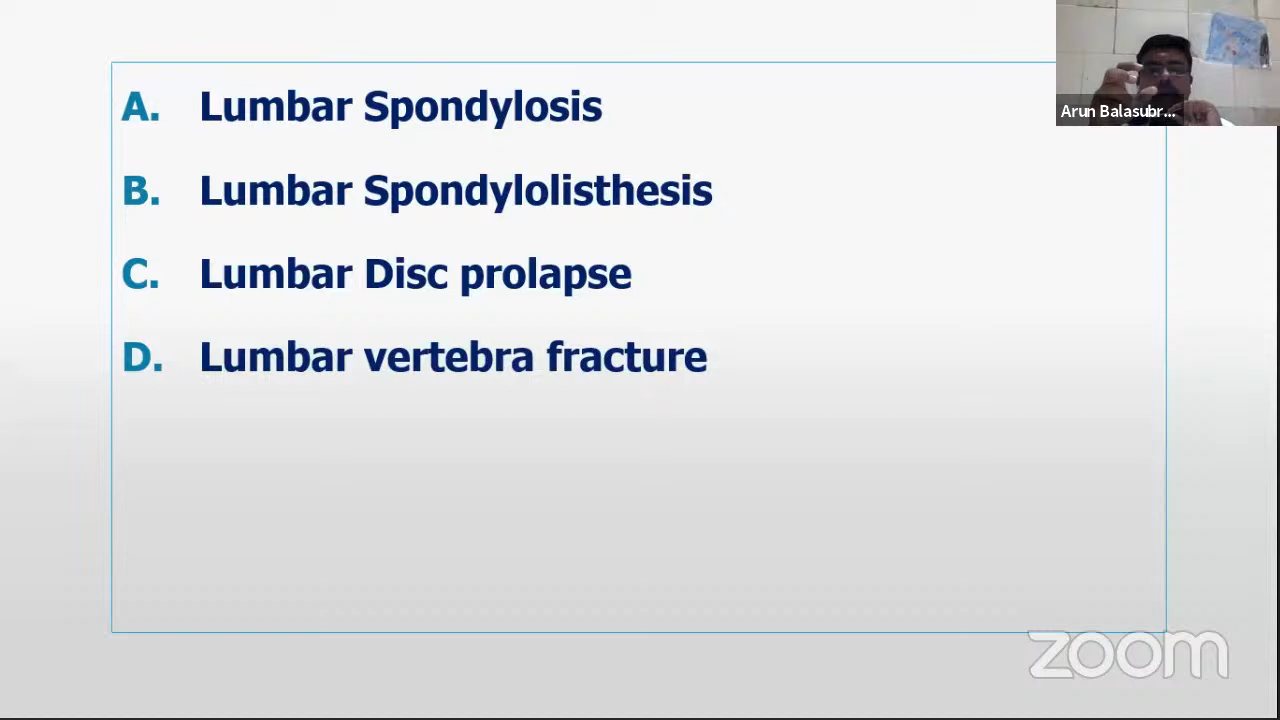 A. Lumbar Spondylosis
B. Lumbar Spondylolisthesis
C. Lumbar Disc prolapse
D. Lumbar vertebra fracture
Arun Balasubr...
zoom